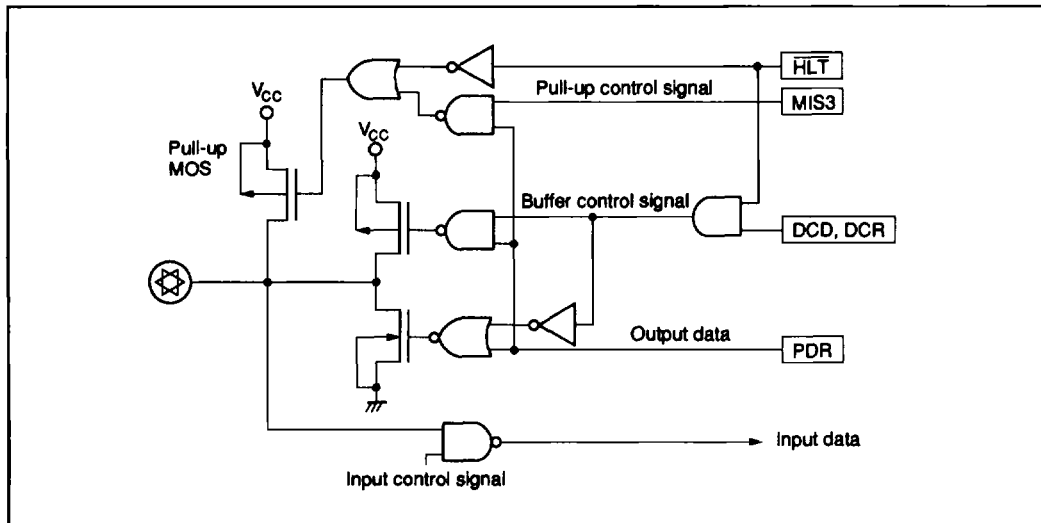 HLT
Pull-up control signal
MIS3
VCC
VCC
Pull-up
MOS
Buffer control signal
DCD, DCR
Output data
PDR
Input data
Input control signal